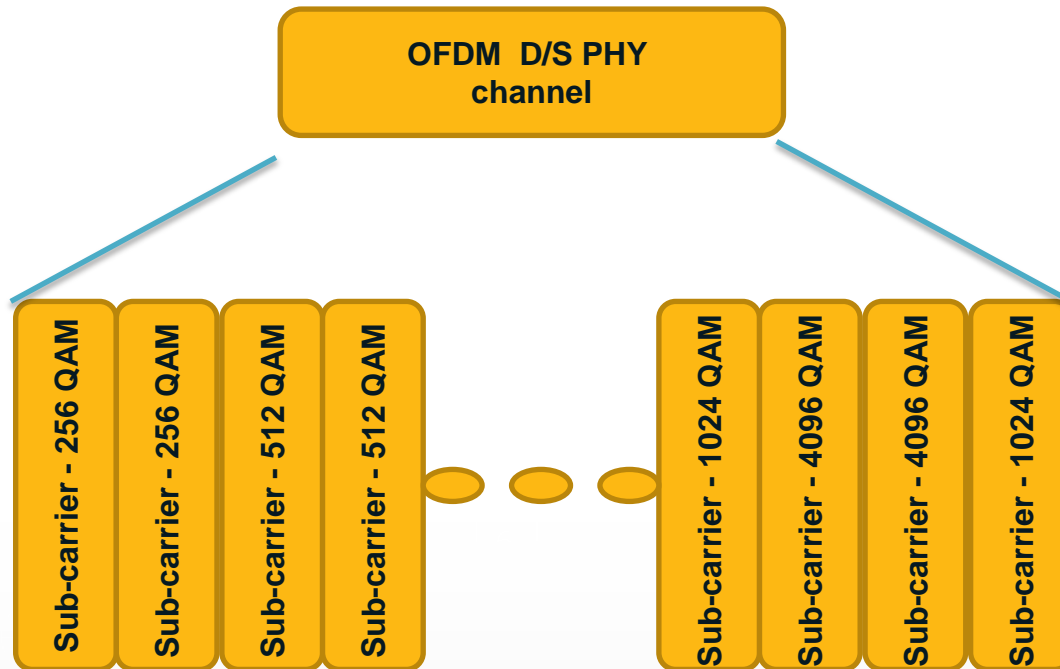 OFDM D/S PHY
channel
Sub-carrier - 256 QAM
Sub-carrier - 256 QAM
Sub-carrier - 512 QAM
Sub-carrier - 512 QAM
Sub-carrier - 1024 QAM
Sub-carrier - 4096 QAM
Sub-carrier - 4096 QAM
Sub-carrier - 1024 QAM